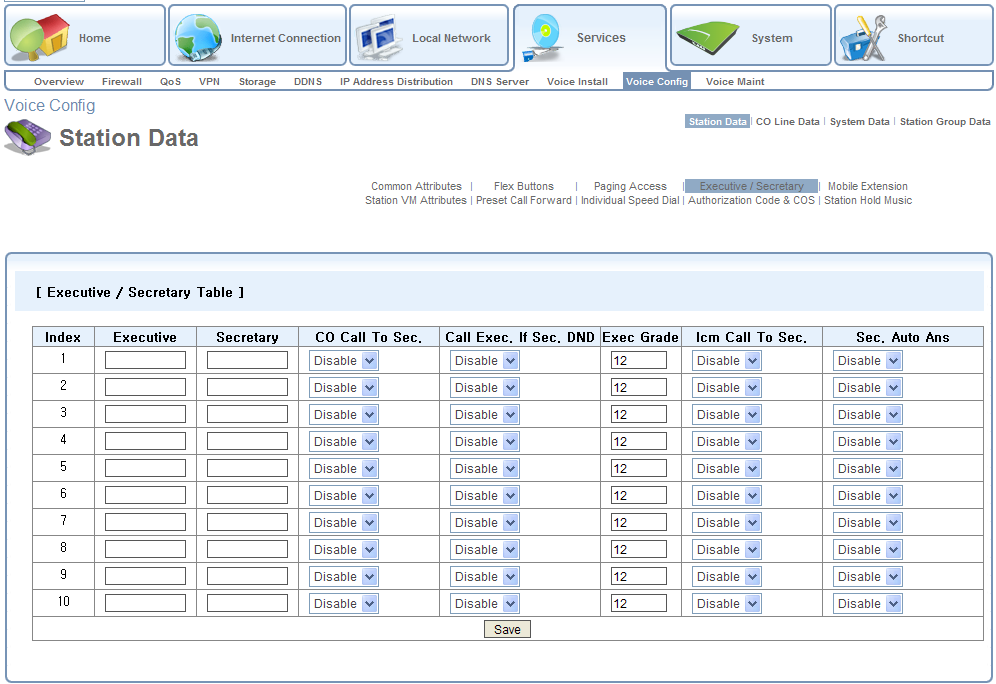 Home Internet Connection Local Network Services System Shortcut
Overview Firewall QoS VPN Storage DDNS IP Address Distribution DNS Server Voice Install Voice Config Voice Maint
Voice Config
Station Data
Station Data | CO Line Data | System Data | Station Group Data
Common Attributes | Flex Buttons | Paging Access | Executive / Secretary | Mobile Extension
Station VM Attributes | Preset Call Forward | Individual Speed Dial | Authorization Code & COS | Station Hold Music
[ Executive / Secretary Table ]
Index Executive Secretary CO Call To Sec. Call Exec. If Sec. DND Exec Grade Icm Call To Sec. Sec. Auto Ans
1 Disable Disable 12 Disable Disable
2 Disable Disable 12 Disable Disable
3 Disable Disable 12 Disable Disable
4 Disable Disable 12 Disable Disable
5 Disable Disable 12 Disable Disable
6 Disable Disable 12 Disable Disable
7 Disable Disable 12 Disable Disable
8 Disable Disable 12 Disable Disable
9 Disable Disable 12 Disable Disable
10 Disable Disable 12 Disable Disable
Save